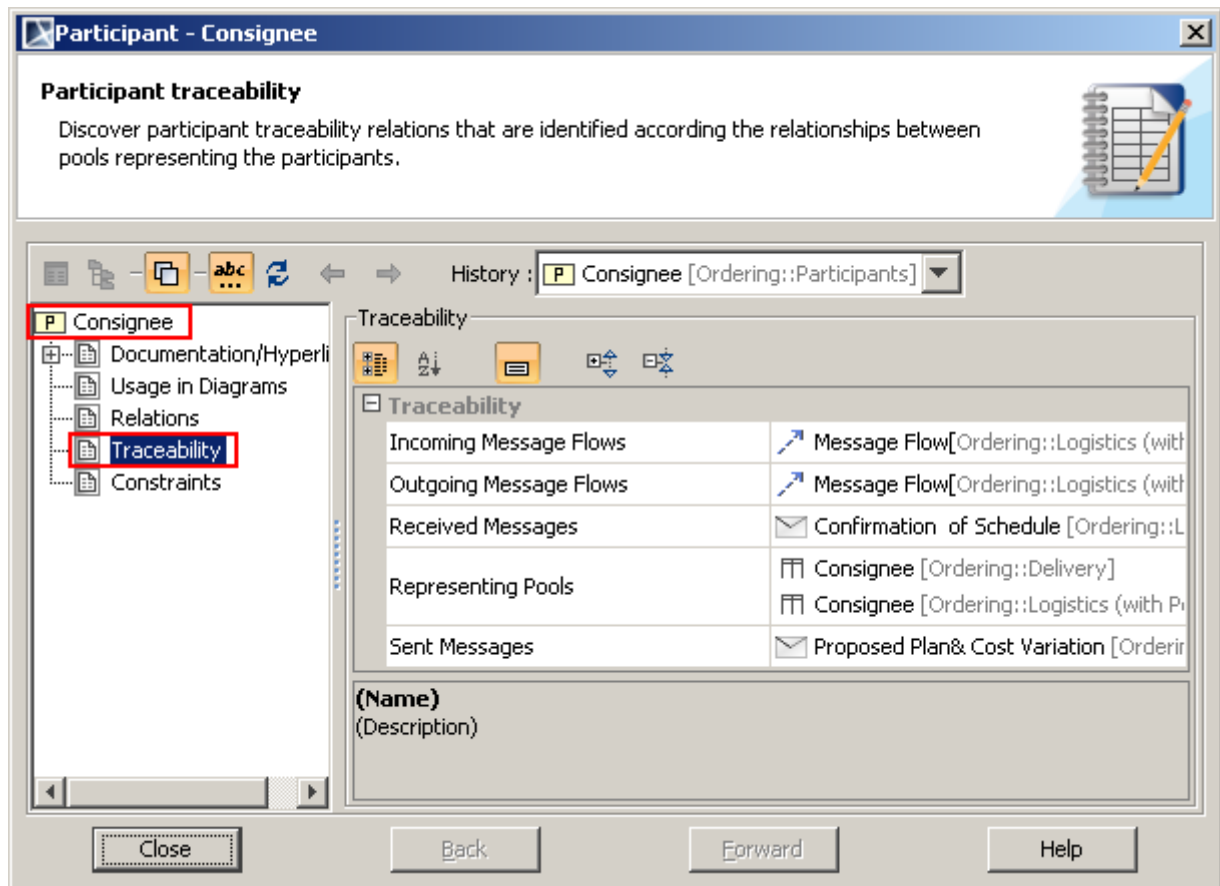 Participant - Consignee
Participant traceability
Discover participant traceability relations that are identified according the relationships between
pools representing the participants.
abc
History : P Consignee [Ordering::Participants]
P Consignee
Documentation/Hyperli
Usage in Diagrams
Relations
Traceability
Constraints
Traceability
A Z
Traceability
Incoming Message Flows Message Flow[Ordering::Logistics (with
Outgoing Message Flows Message Flow[Ordering::Logistics (with
Received Messages Confirmation of Schedule [Ordering::L
Representing Pools Consignee [Ordering::Delivery]
Consignee [Ordering::Logistics (with P
Sent Messages Proposed Plan& Cost Variation [Orderin
(Name)
(Description)
Close Back Forward Help